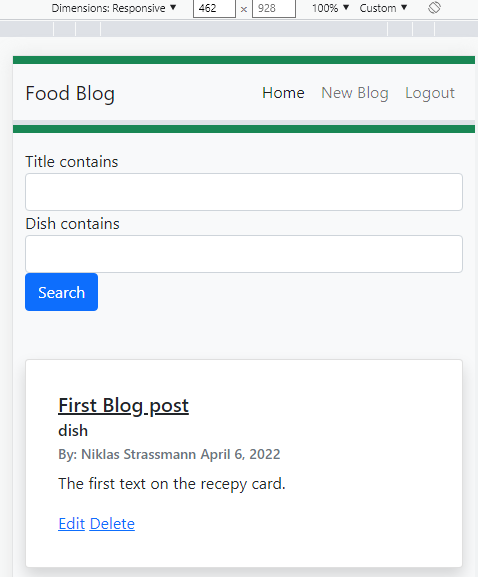 Dimensions: Responsive ▼ 462 × 928 100% ▼ Custom ▼
Food Blog Home New Blog Logout
Title contains
Dish contains
Search
First Blog post
dish
By: Niklas Strassmann April 6, 2022
The first text on the recepy card.
Edit Delete